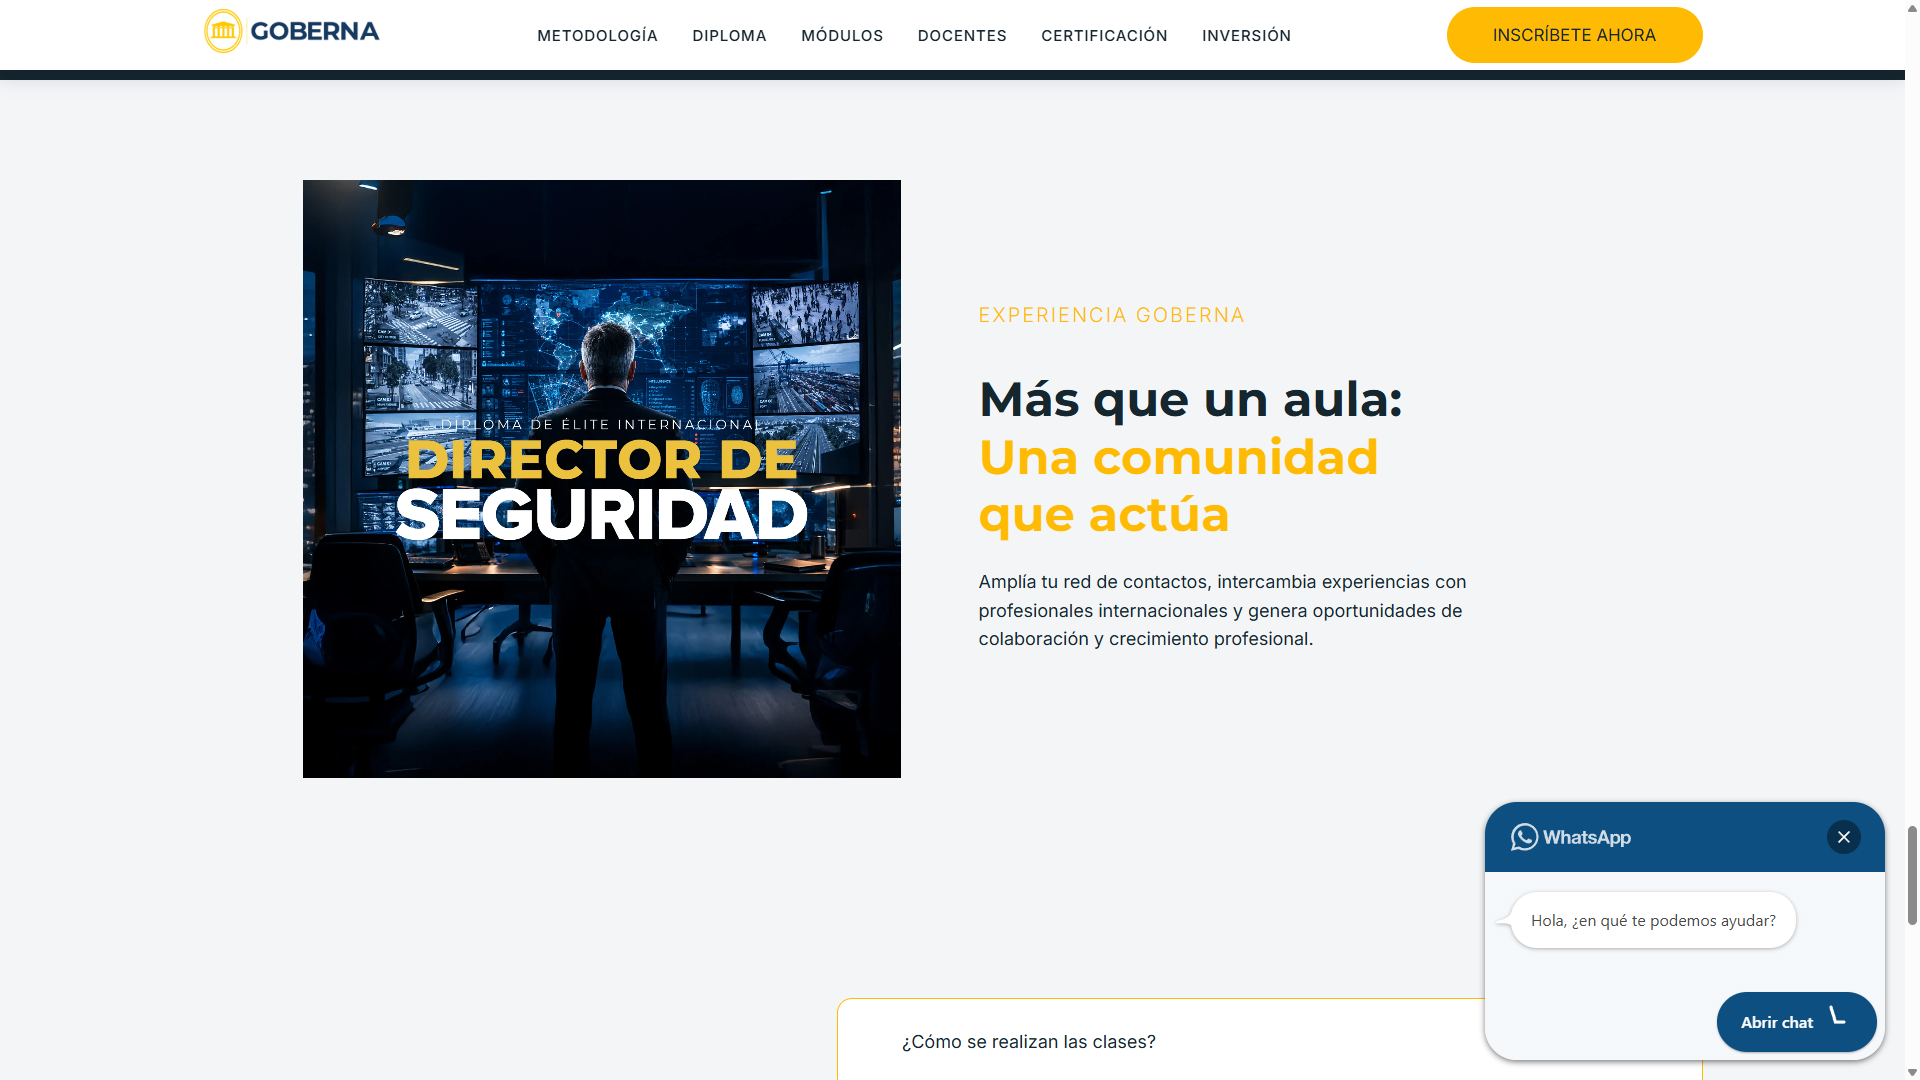 GOBERNA
METODOLOGÍA
DIPLOMA
MÓDULOS
DOCENTES
CERTIFICACIÓN
INVERSIÓN
INSCRÍBETE AHORA
DIPLOMA DE ÉLITE INTERNACIONAL
DIRECTOR DE
SEGURIDAD
EXPERIENCIA GOBERNA
Más que un aula:
Una comunidad
que actúa
Amplía tu red de contactos, intercambia experiencias con
profesionales internacionales y genera oportunidades de
colaboración y crecimiento profesional.
WhatsApp
Hola, ¿en qué te podemos ayudar?
Abrir chat
¿Cómo se realizan las clases?